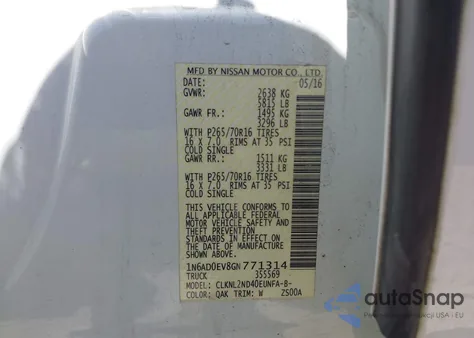 MFD BY NISSAN MOTOR CO., LTD.
DATE: 05/16
GVWR: 2638 KG
5815 LB
GAWR FR.: 1495 KG
3296 LB
WITH P265/70R16 TIRES
16 X 7.0 RIMS AT 35 PSI
COLD SINGLE
GAWR RR.: 1511 KG
3331 LB
WITH P265/70R16 TIRES
16 X 7.0 RIMS AT 35 PSI
COLD SINGLE
THIS VEHICLE CONFORMS TO
ALL APPLICABLE FEDERAL
MOTOR VEHICLE SAFETY
AND THEFT PREVENTION
STANDARDS IN EFFECT ON
THE DATE OF MANUFACTURE
SHOWN ABOVE.
1N6AD0EV8GN771314
TRUCK 355569
MODEL: CLKNL2ND40EUNFA-B-
COLOR: QAK TRIM: W ZS00A
autoSnap
USA - CA - EU